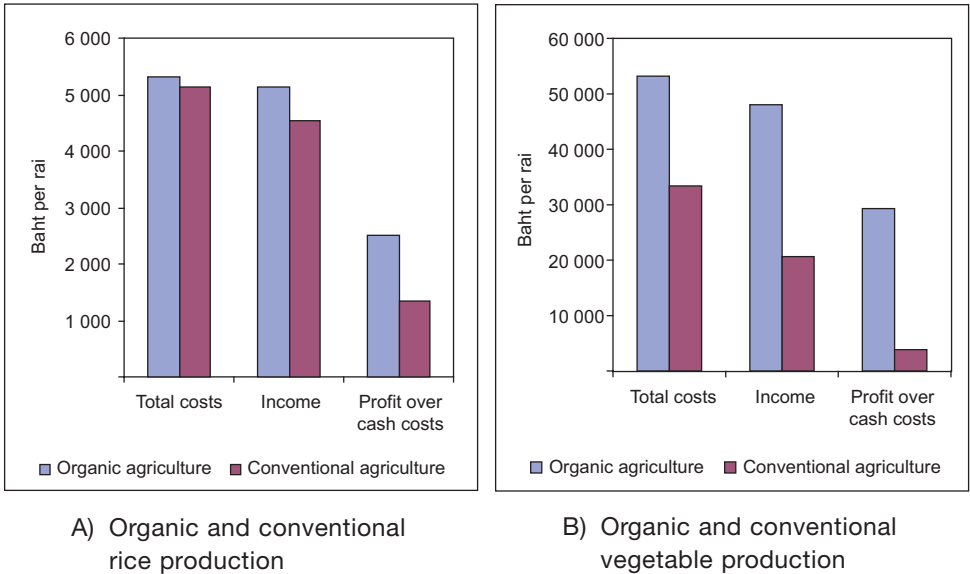 6 000
5 000
4 000
3 000
2 000
1 000
Baht per rai
Total costs
Income
Profit over
cash costs
Organic agriculture
Conventional agriculture
A) Organic and conventional
rice production
60 000
50 000
40 000
30 000
20 000
10 000
Baht per rai
Total costs
Income
Profit over
cash costs
Organic agriculture
Conventional agriculture
B) Organic and conventional
vegetable production